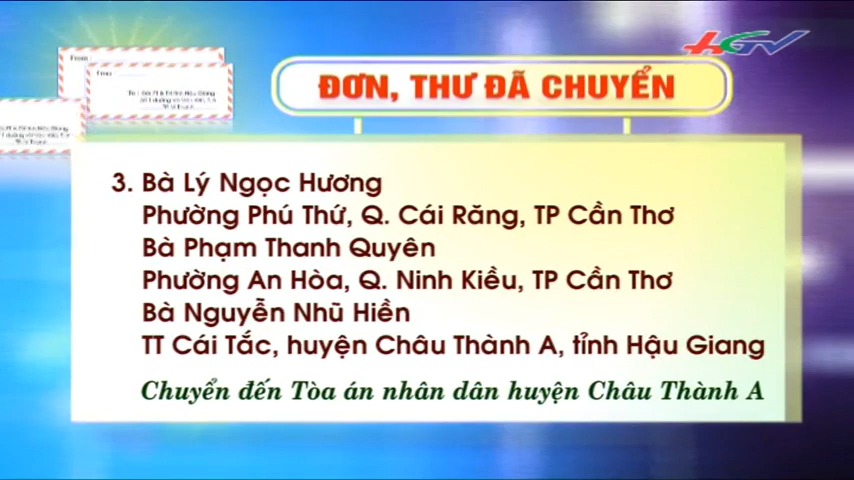 HGV
ĐƠN, THƯ ĐÃ CHUYỂN
From :
From :
3. Bà Lý Ngọc Hương
Phường Phú Thứ, Q. Cái Răng, TP Cần Thơ
Bà Phạm Thanh Quyên
Phường An Hòa, Q. Ninh Kiều, TP Cần Thơ
Bà Nguyễn Nhũ Hiền
TT Cái Tắc, huyện Châu Thành A, tỉnh Hậu Giang
Chuyển đến Tòa án nhân dân huyện Châu Thành A